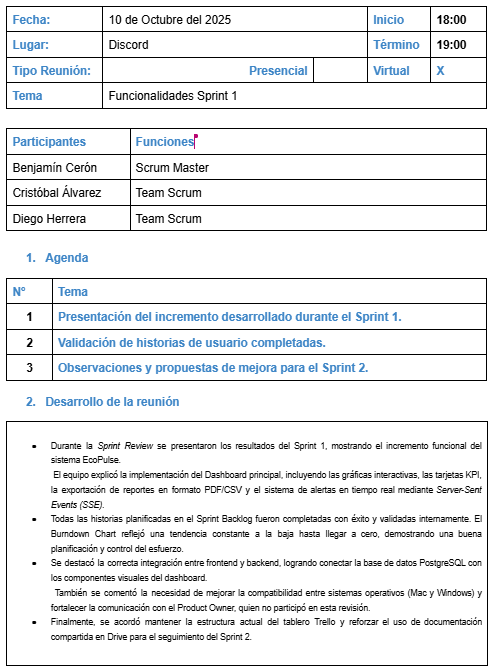 Fecha: 10 de Octubre del 2025 Inicio 18:00
Lugar: Discord Término 19:00
Tipo Reunión: Presencial Virtual X
Tema Funcionalidades Sprint 1
Participantes Funciones
Benjamín Cerón Scrum Master
Cristóbal Álvarez Team Scrum
Diego Herrera Team Scrum
1. Agenda
N° Tema
1 Presentación del incremento desarrollado durante el Sprint 1.
2 Validación de historias de usuario completadas.
3 Observaciones y propuestas de mejora para el Sprint 2.
2. Desarrollo de la reunión
• Durante la Sprint Review se presentaron los resultados del Sprint 1, mostrando el incremento funcional del
sistema EcoPulse.
El equipo explicó la implementación del Dashboard principal, incluyendo las gráficas interactivas, las tarjetas KPI,
la exportación de reportes en formato PDF/CSV y el sistema de alertas en tiempo real mediante Server-Sent
Events (SSE).
• Todas las historias planificadas en el Sprint Backlog fueron completadas con éxito y validadas internamente. El
Burndown Chart reflejó una tendencia constante a la baja hasta llegar a cero, demostrando una buena
planificación y control del esfuerzo.
• Se destacó la correcta integración entre frontend y backend, logrando conectar la base de datos PostgreSQL con
los componentes visuales del dashboard.
También se comentó la necesidad de mejorar la compatibilidad entre sistemas operativos (Mac y Windows) y
fortalecer la comunicación con el Product Owner, quien no participó en esta revisión.
• Finalmente, se acordó mantener la estructura actual del tablero Trello y reforzar el uso de documentación
compartida en Drive para el seguimiento del Sprint 2.